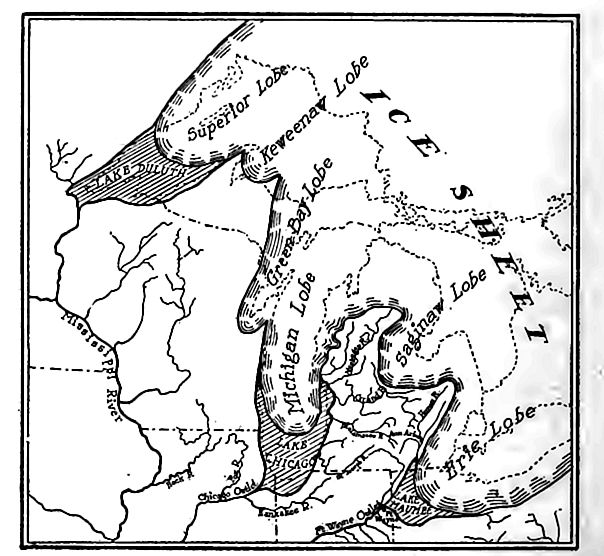 ICE SHEET
Superior Lobe
Keweenaw Lobe
LAKE DULUTH
Green Bay Lobe
Michigan Lobe
Saginaw Lobe
Mississippi River
Erie Lobe
LAKE
CHICAGO
Rock R.
Chicago Outlet
Kankakee R.
Ft Wayne Outlet
LAKE
MAUMEE